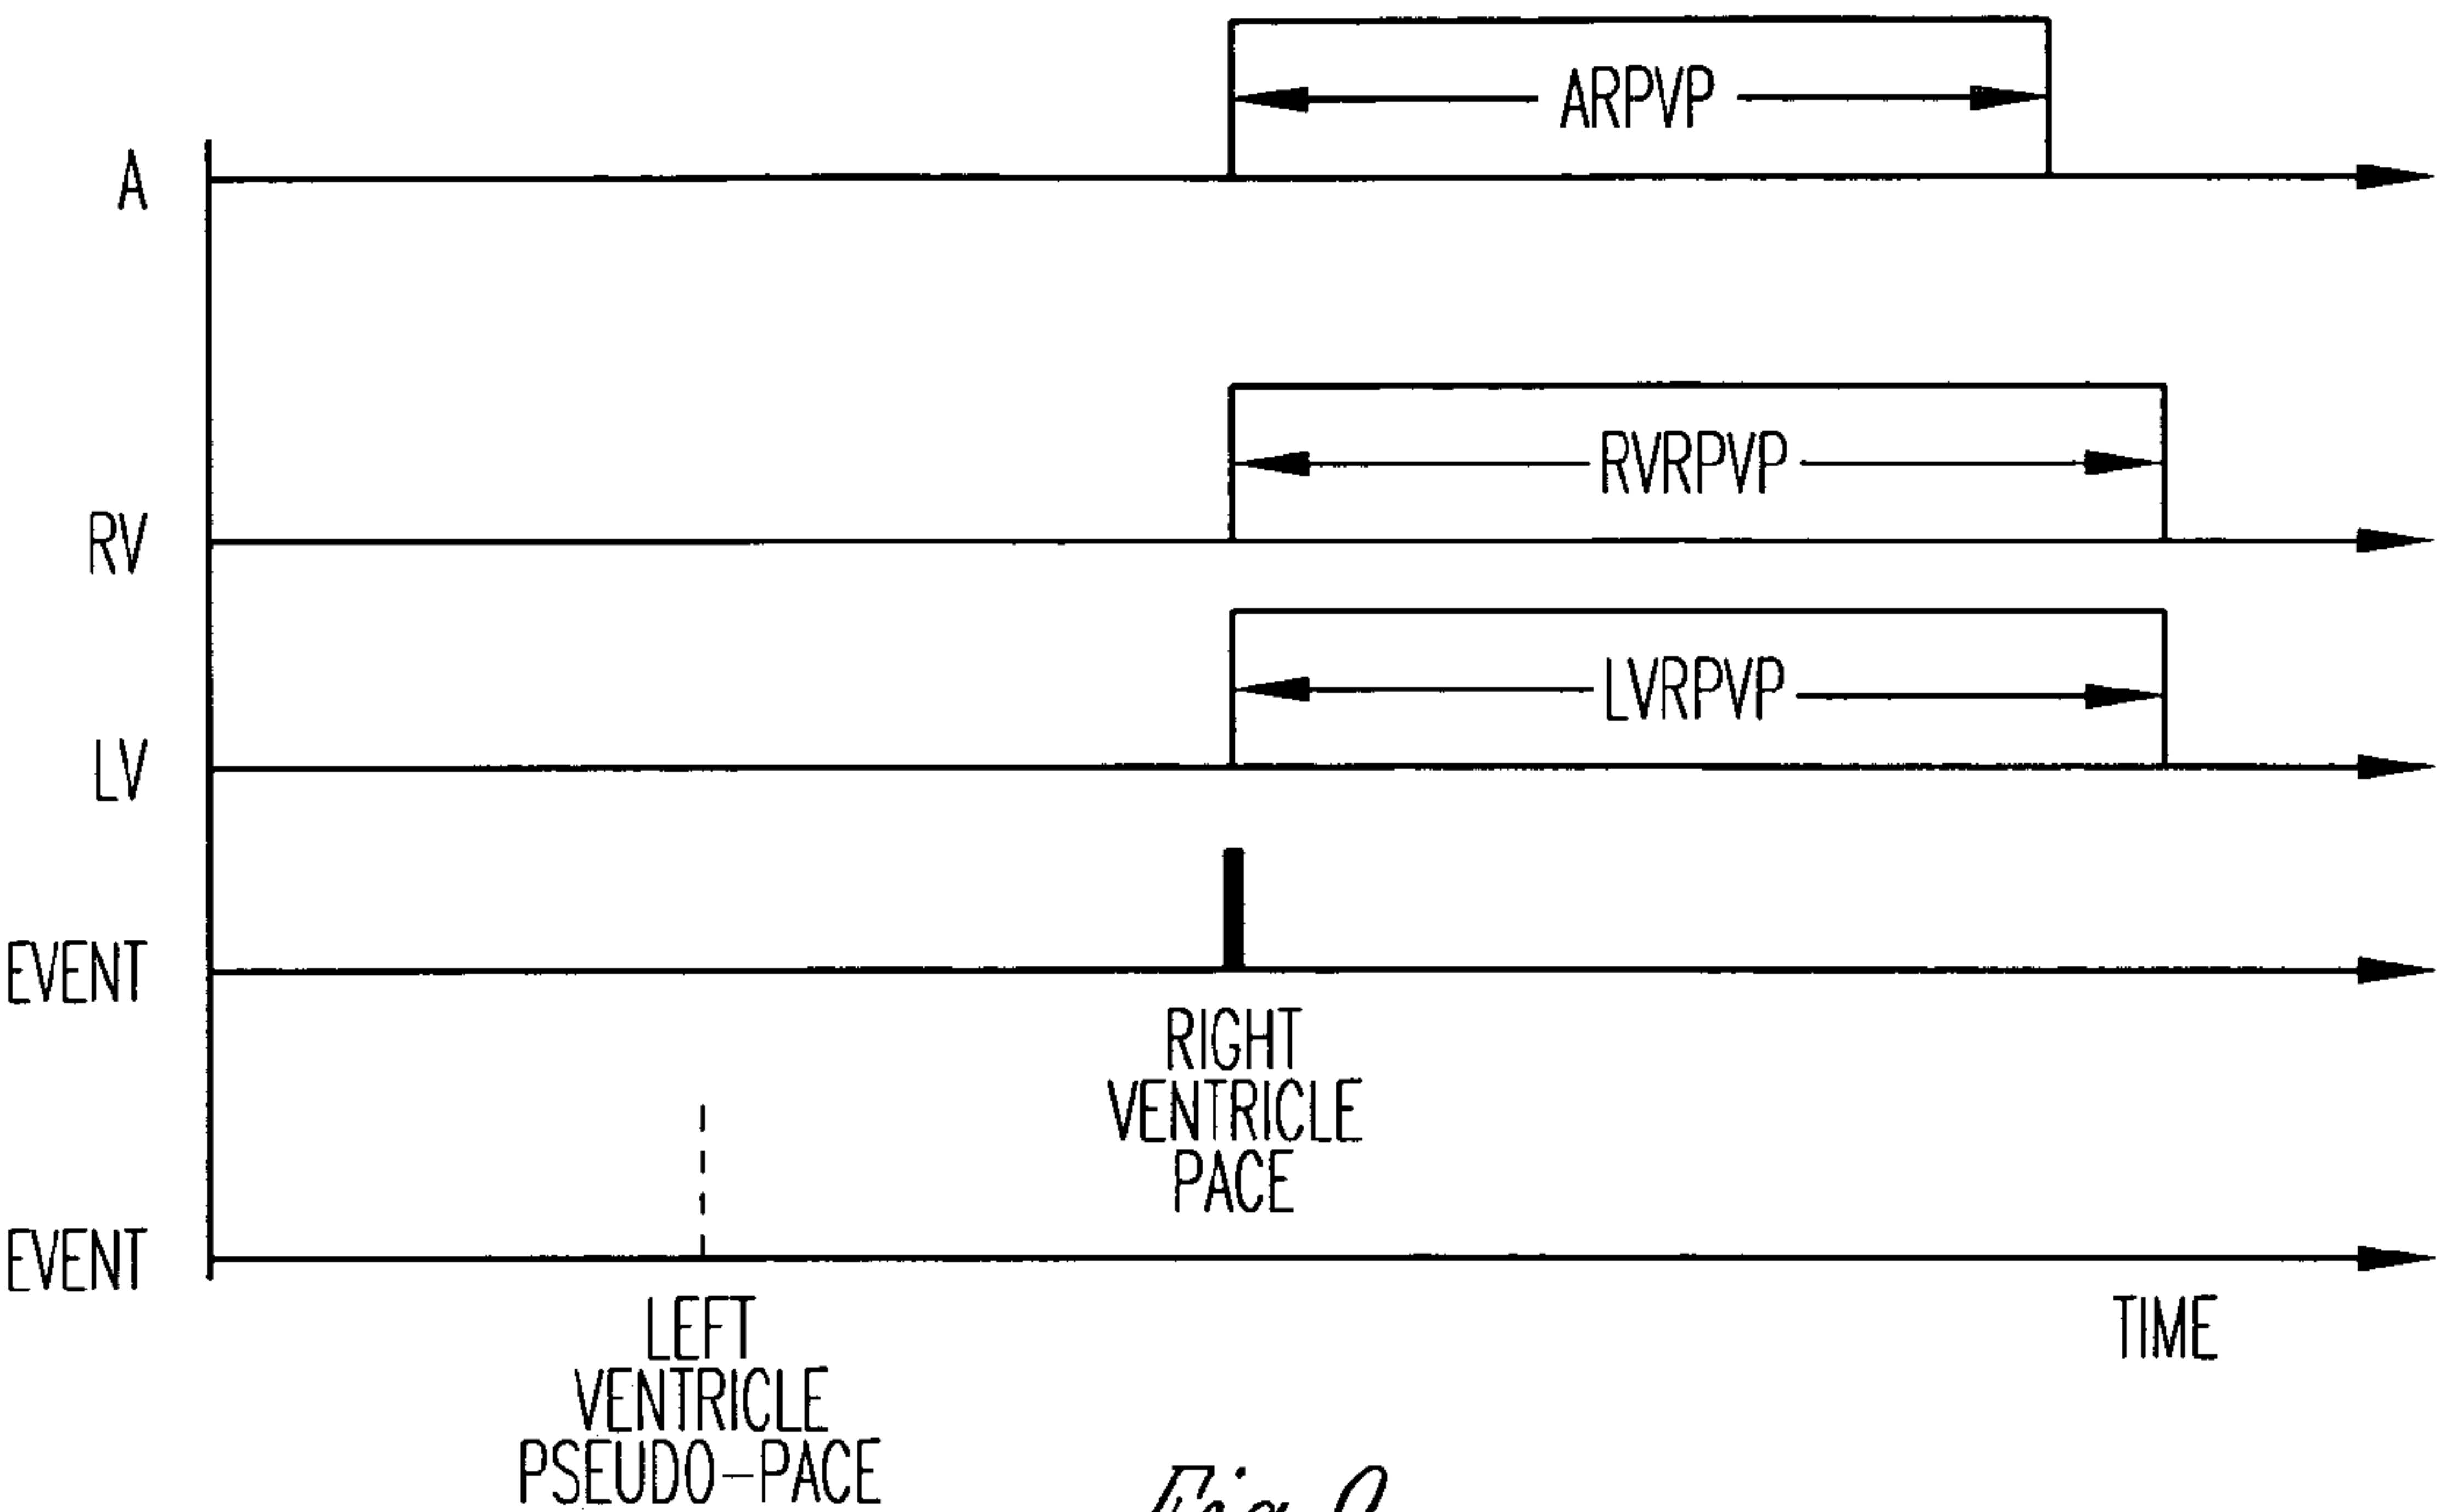 ARPVP
A
RVRPVP
RV
LVRPVP
LV
EVENT
RIGHT
VENTRICLE
PACE
EVENT
LEFT
VENTRICLE
PSEUDO-PACE
TIME